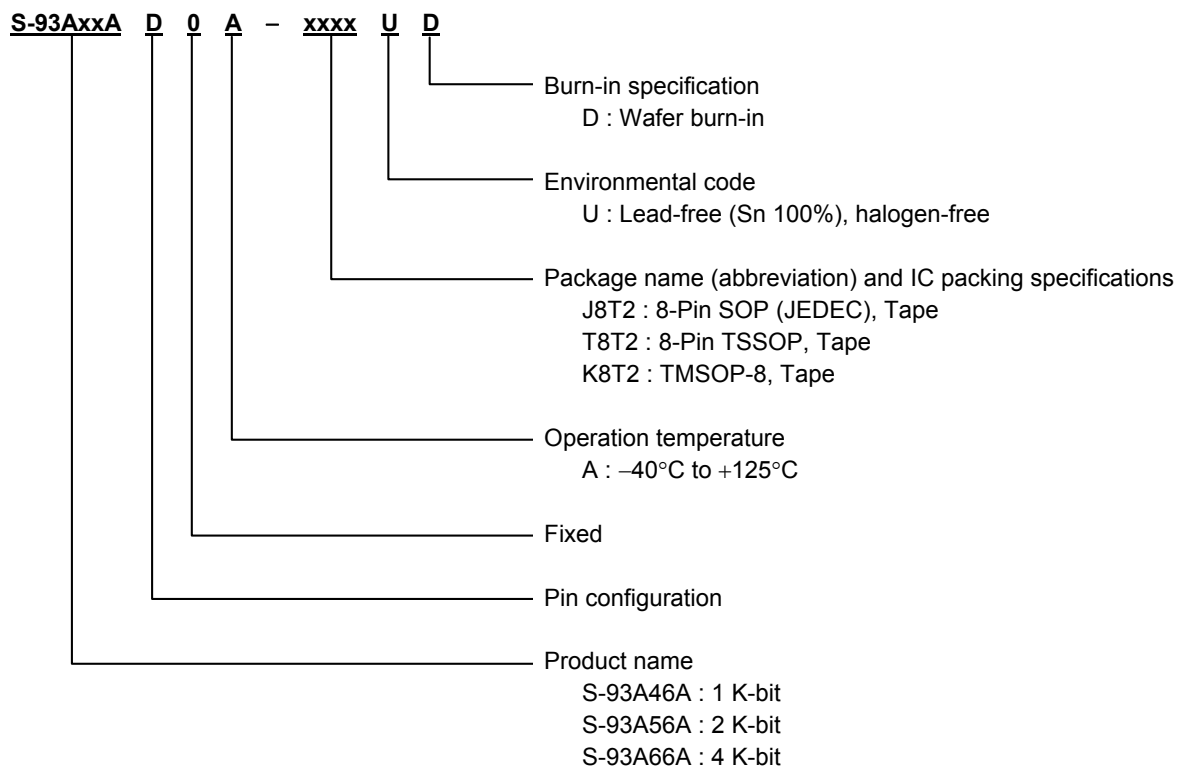 S-93AxxA D 0 A – xxxx U D
Burn-in specification
D : Wafer burn-in
Environmental code
U : Lead-free (Sn 100%), halogen-free
Package name (abbreviation) and IC packing specifications
J8T2 : 8-Pin SOP (JEDEC), Tape
T8T2 : 8-Pin TSSOP, Tape
K8T2 : TMSOP-8, Tape
Operation temperature
A : −40°C to +125°C
Fixed
Pin configuration
Product name
S-93A46A : 1 K-bit
S-93A56A : 2 K-bit
S-93A66A : 4 K-bit